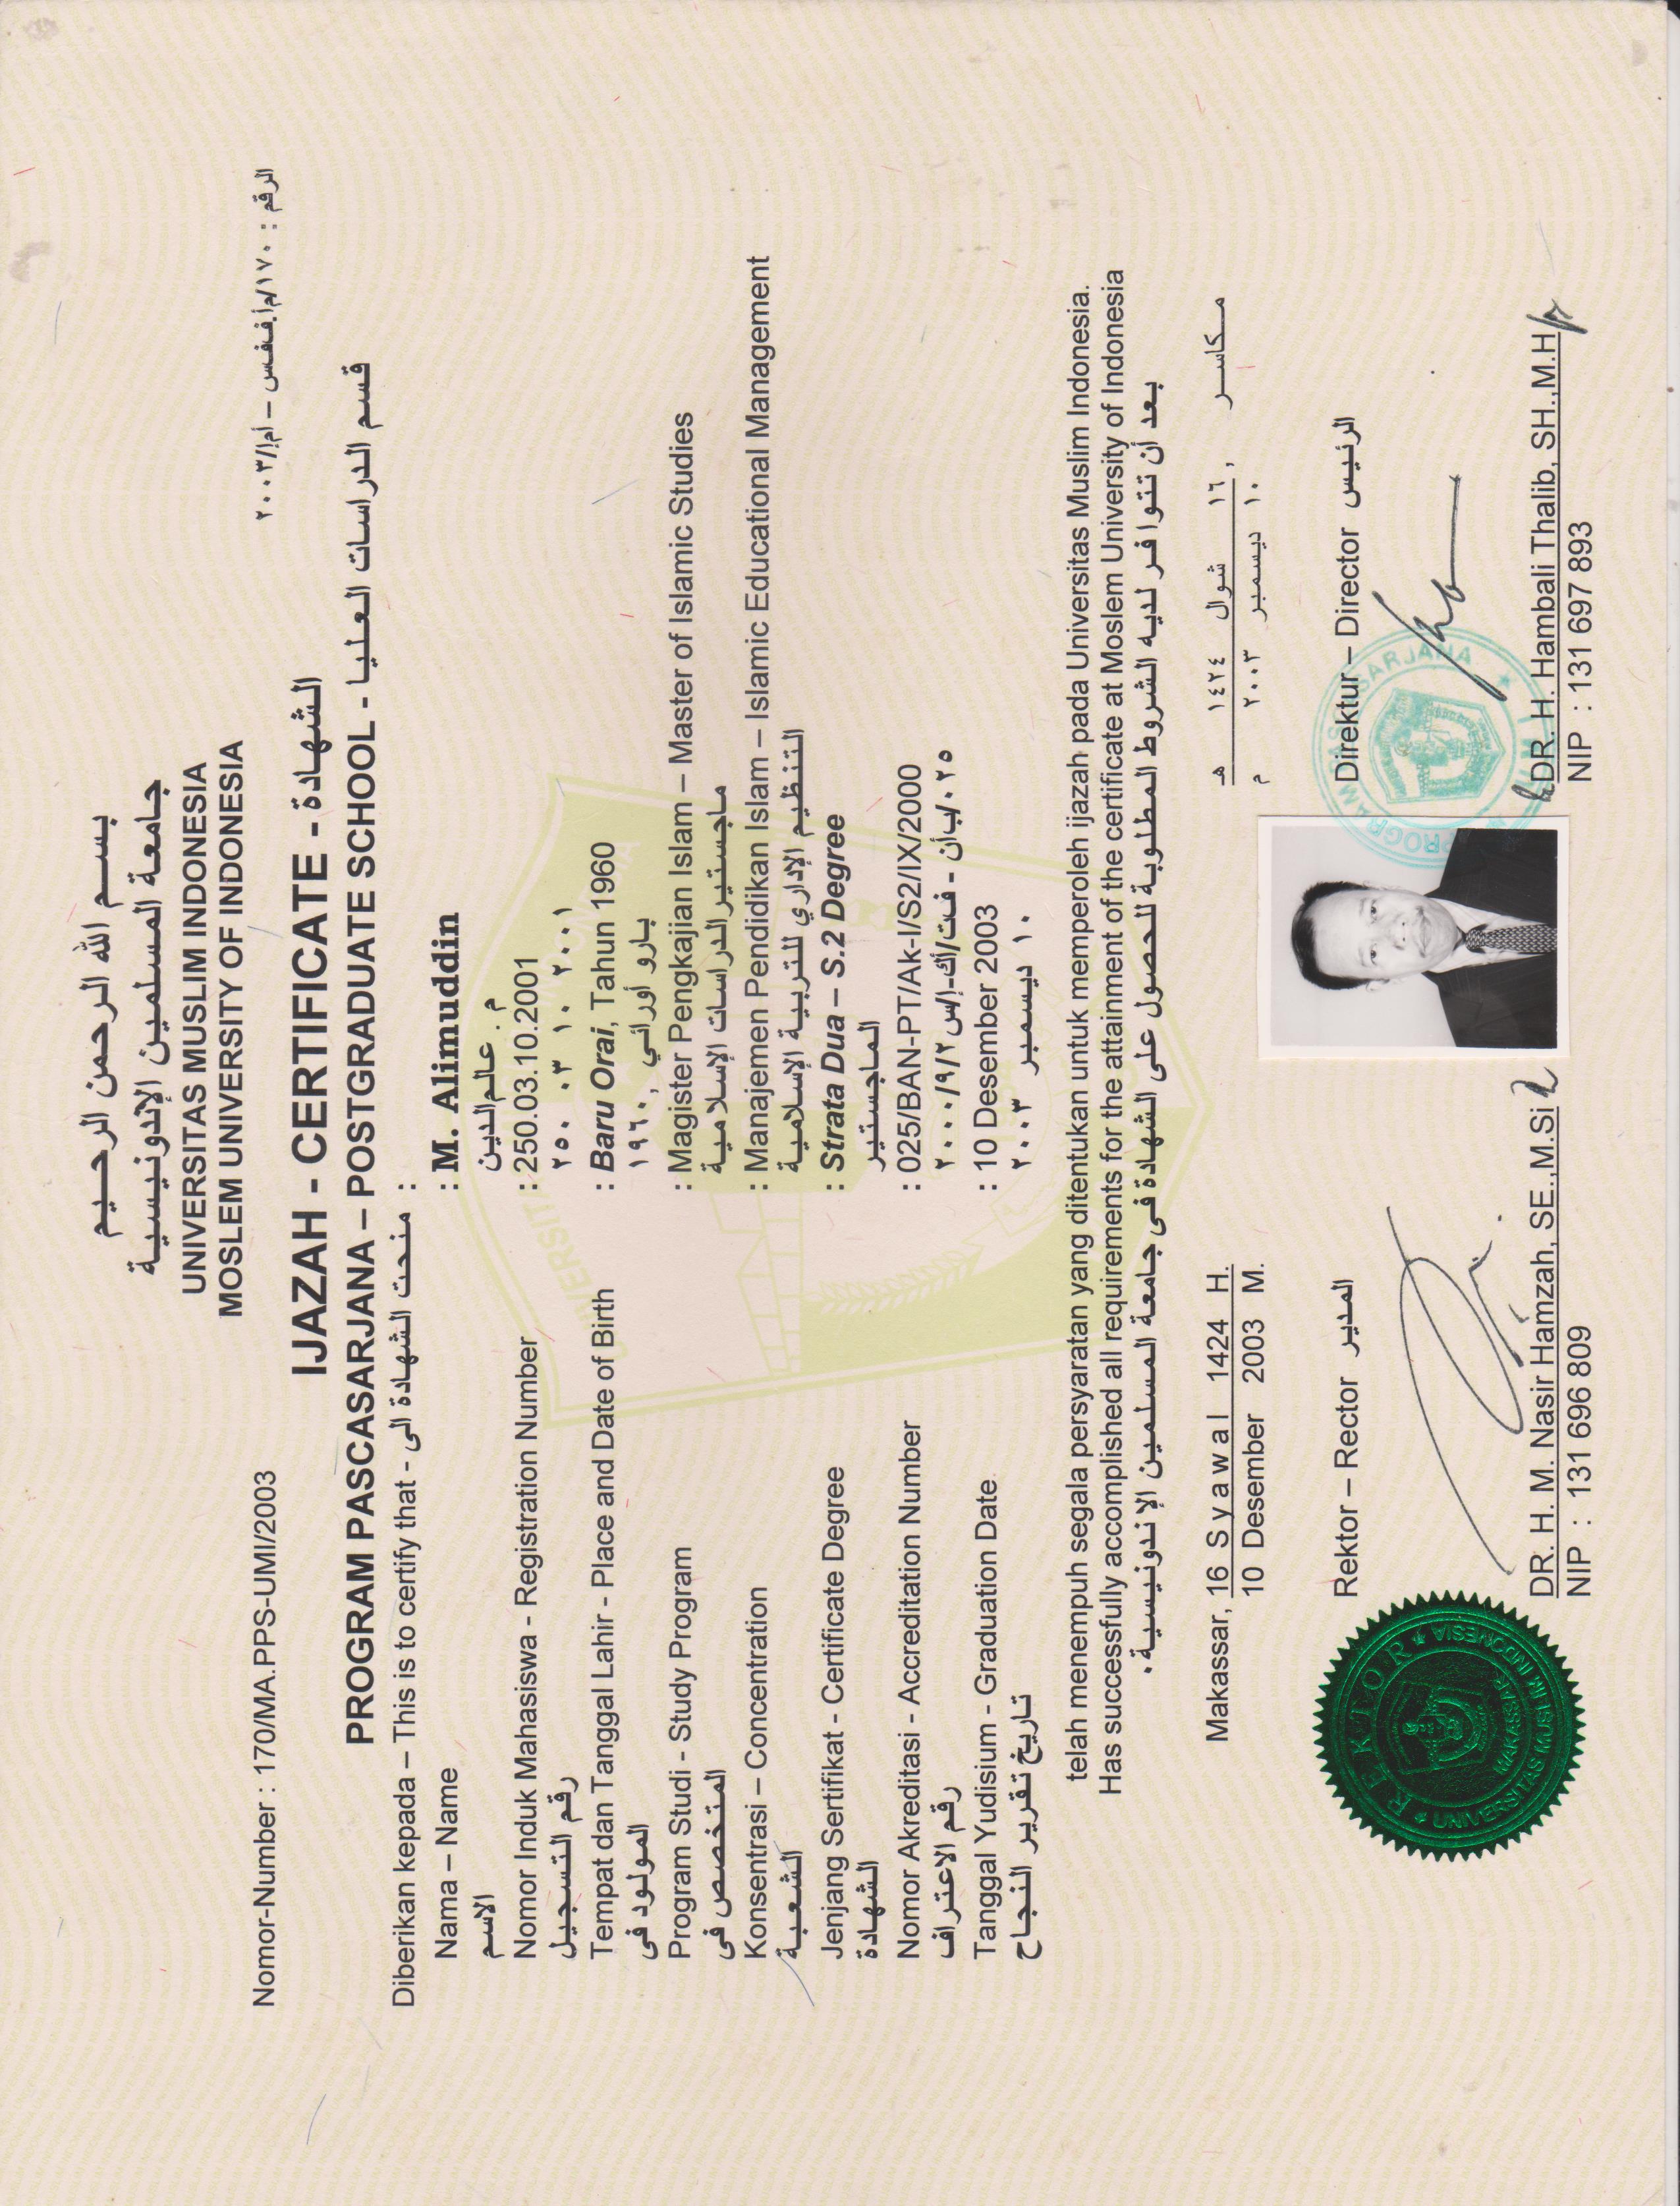 بسم الله الرحمن الرحيم
جامعة المسلمين الإندونيسية
UNIVERSITAS MUSLIM INDONESIA
MOSLEM UNIVERSITY OF INDONESIA
Nomor-Number : 170/MA.PPS-UMI/2003
الرقم : ١٧٠/م.أ.ففس – أم/إ/٢٠٠٣
IJAZAH - CERTIFICATE - الشهادة
PROGRAM PASCASARJANA – POSTGRADUATE SCHOOL - قسم الدراسات العليا
Diberikan kepada – This is to certify that - منحت الشهادة الى :
Nama – Name : M. Alimuddin
الاسم م . عالم الدين
Nomor Induk Mahasiswa - Registration Number : 250.03.10.2001
رقم التسجيل ٢٥٠ ٠٣ ١٠ ٢٠٠١
Tempat dan Tanggal Lahir - Place and Date of Birth : Baru Orai, Tahun 1960
المولود فى بارو أورائي , ١٩٦٠
Program Studi - Study Program : Magister Pengkajian Islam – Master of Islamic Studies
المتخصص فى ماجستير الدراسات الإسلامية
Konsentrasi – Concentration : Manajemen Pendidikan Islam – Islamic Educational Management
الشعبة التنظيم الإداري للتربية الإسلامية
Jenjang Sertifikat - Certificate Degree : Strata Dua – S.2 Degree
الشهادة الماجستير
Nomor Akreditasi - Accreditation Number : 025/BAN-PT/Ak-I/S2/IX/2000
رقم الاعتراف ٠٢٥/بأن - فت/أك-إ/س٢/٩/٢٠٠٠
Tanggal Yudisium - Graduation Date : 10 Desember 2003
تاريخ تقرير النجاح ١٠ ديسمبر ٢٠٠٣
telah menempuh segala persyaratan yang ditentukan untuk memperoleh ijazah pada Universitas Muslim Indonesia.
Has successfully accomplished all requirements for the attainment of the certificate at Moslem University of Indonesia
بعد أن تتوافر لديه الشروط المطلوبة للحصول على الشهادة فى جامعة المسلمين الإندونيسية .
Makassar, 16 Syawal 1424 H.
10 Desember 2003 M.
مكاسر , ١٦ شوال ١٤٢٤ هـ
١٠ ديسمبر ٢٠٠٣ م
Rektor – Rector المدير
Direktur – Director الرئيس
REKTOR
UNIVERSITAS MUSLIM INDONESIA
MAKASSAR
DR. H. M. Nasir Hamzah, SE.,M.Si
NIP : 131 696 809
DR. H. Hambali Thalib, SH.,M.H
NIP : 131 697 893